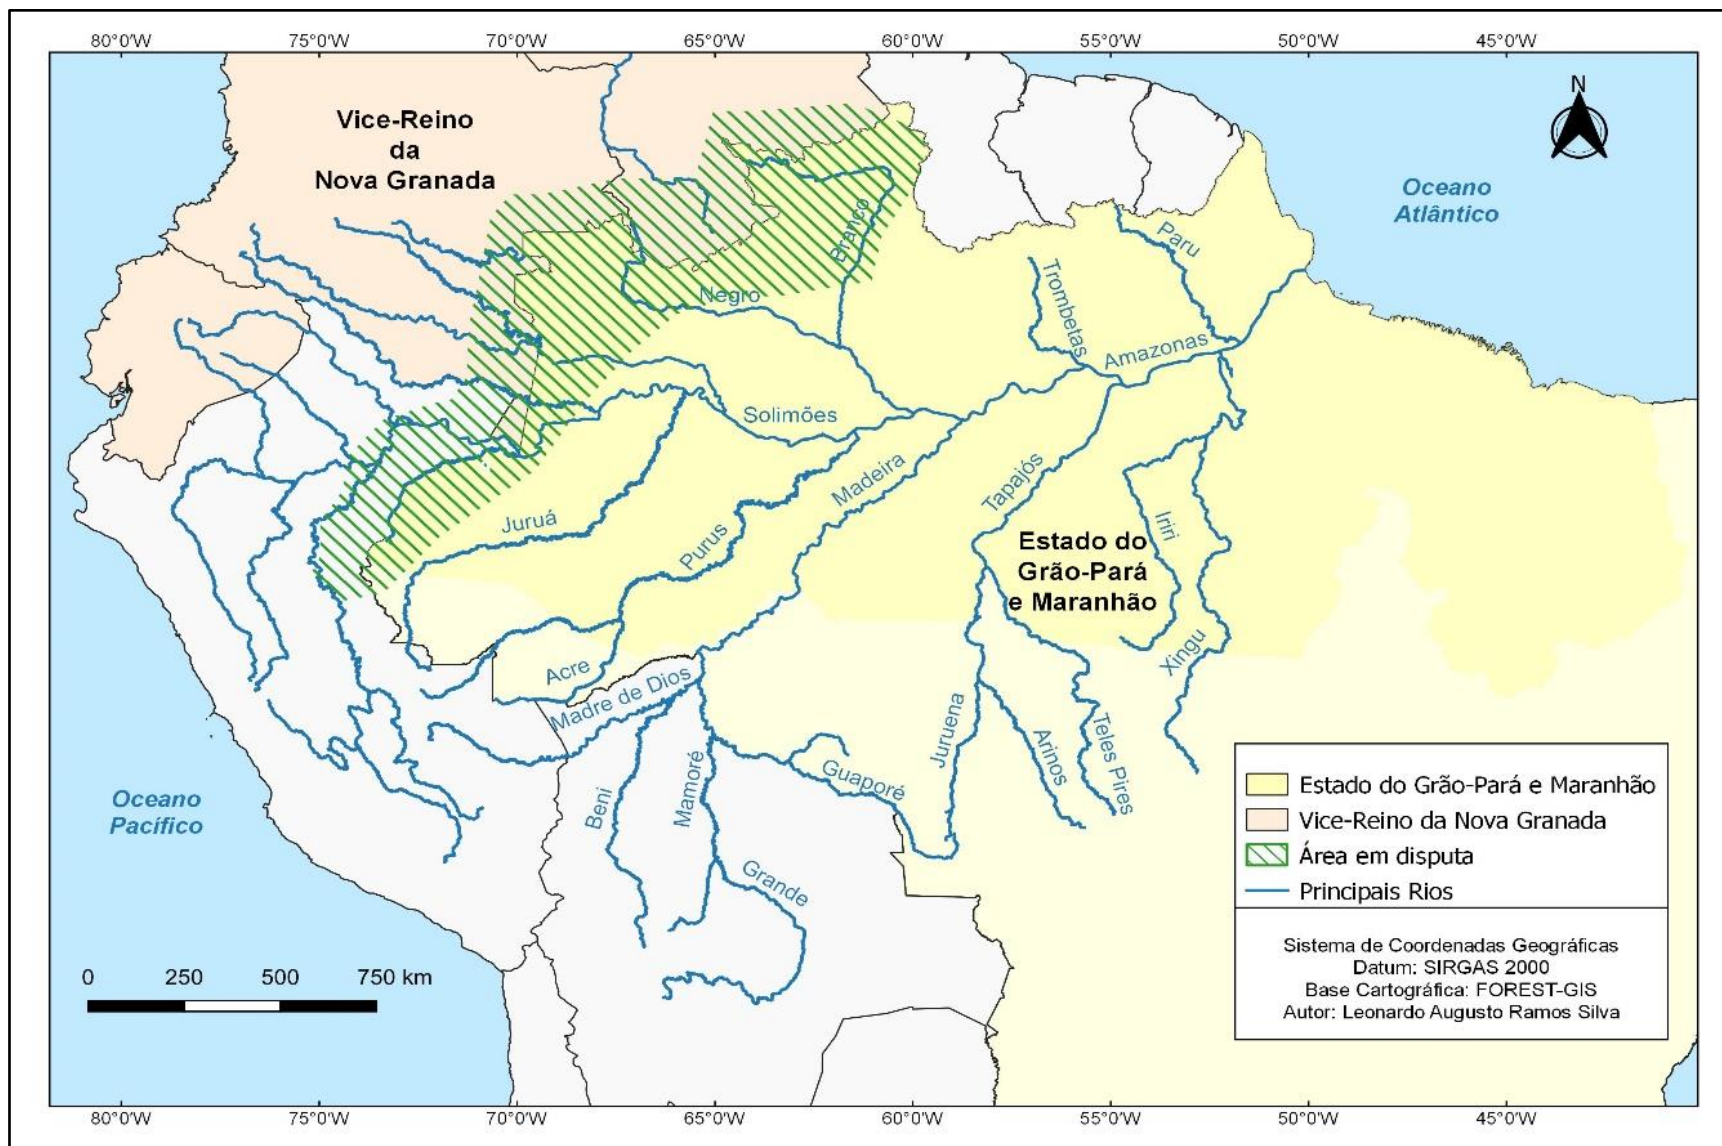 80°0'W 75°0'W 70°0'W 65°0'W 60°0'W 55°0'W 50°0'W 45°0'W
N
Vice-Reino
da
Nova Granada
Oceano
Atlântico
Branco
Paru
Negro
Trombetas
Amazonas
Solimões
Madeira
Tapajós
Juruá
Purus
Iriri
Estado do
Grão-Pará
e Maranhão
Xingu
Acre
Madre de Dios
Juruena
Arinos
Teles Pires
Guaporé
Beni
Mamoré
Grande
Oceano
Pacífico
Estado do Grão-Pará e Maranhão
Vice-Reino da Nova Granada
Área em disputa
Principais Rios
Sistema de Coordenadas Geográficas
Datum: SIRGAS 2000
Base Cartográfica: FOREST-GIS
Autor: Leonardo Augusto Ramos Silva
0 250 500 750 km
80°0'W 75°0'W 70°0'W 65°0'W 60°0'W 55°0'W 50°0'W 45°0'W